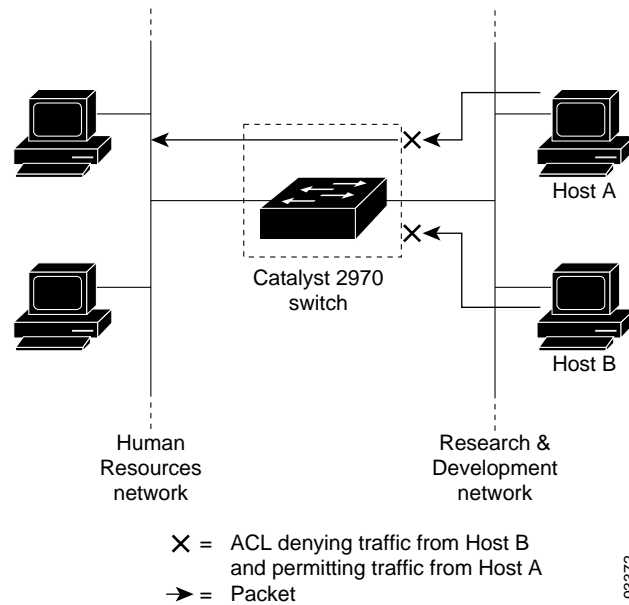 Host A
Catalyst 2970
switch
Host B
Human
Resources
network
Research &
Development
network
X = ACL denying traffic from Host B
and permitting traffic from Host A
= Packet